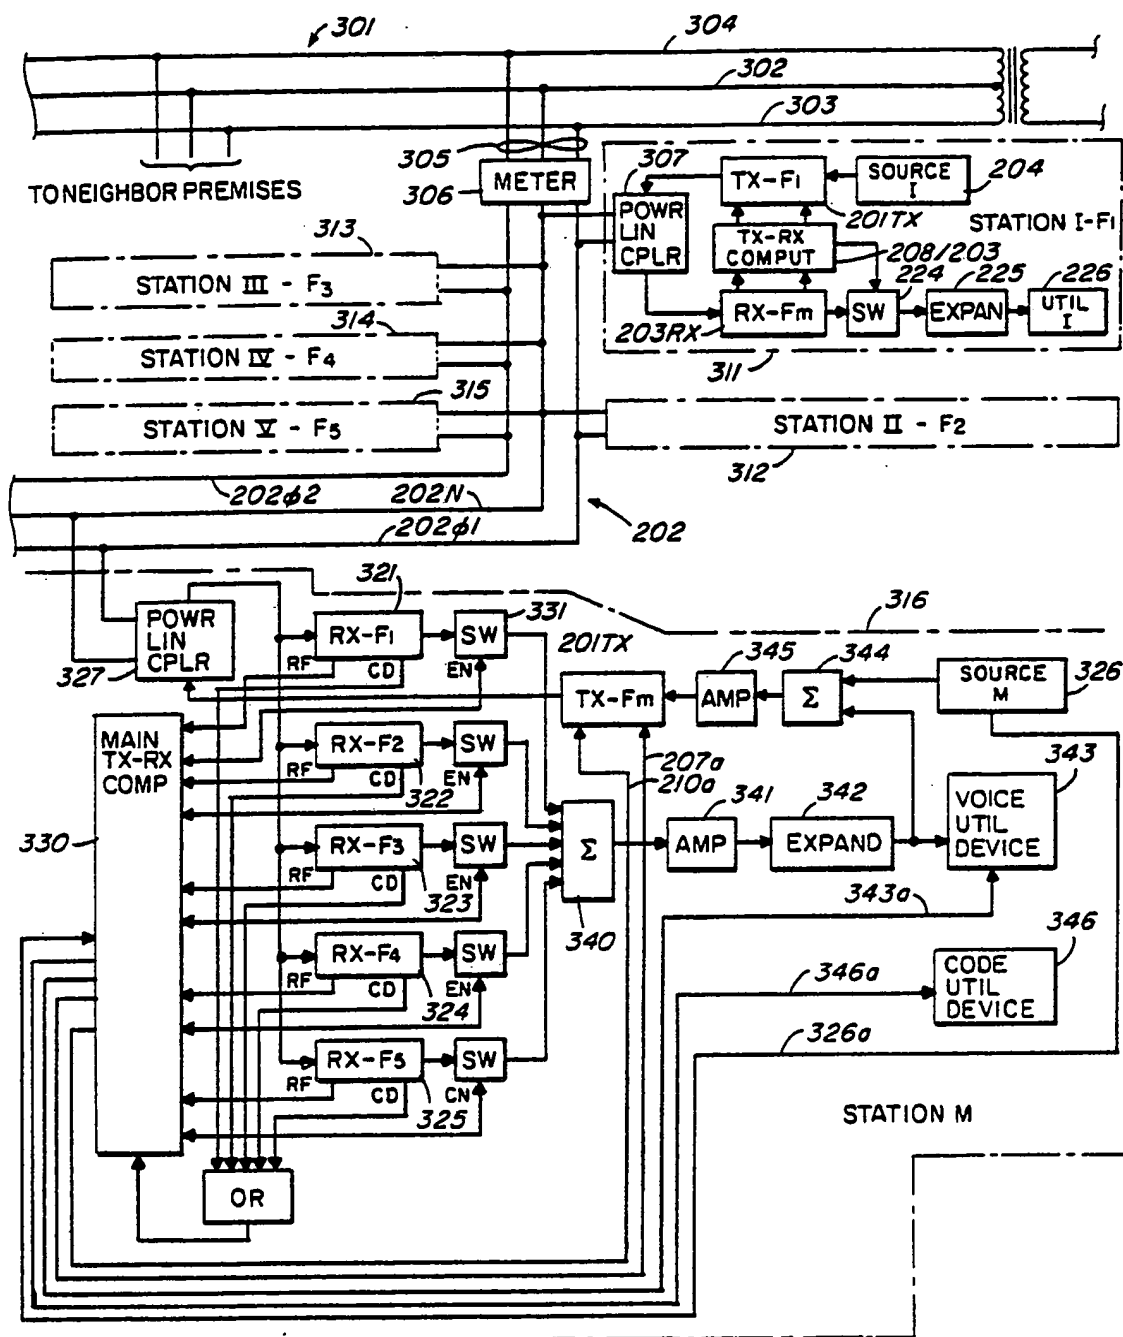 301
304
302
303
305
306
METER
TO NEIGHBOR PREMISES
307
POWR
LIN
CPLR
TX-F1
SOURCE
I
204
201TX
STATION I-F1
TX-RX
COMPUT
208/203
224
225
226
RX-Fm
SW
EXPAN
UTIL
I
203RX
311
313
STATION III - F3
314
STATION IV - F4
315
STATION V - F5
STATION II - F2
312
202φ2
202N
202φ1
202
316
POWR
LIN
CPLR
327
321
RX-F1
RF
CD
331
SW
EN
201TX
TX-Fm
345
AMP
344
Σ
SOURCE
M
326
MAIN
TX-RX
COMP
330
RX-F2
RF
CD
322
SW
EN
207a
210a
341
AMP
342
EXPAND
343
VOICE
UTIL
DEVICE
RX-F3
RF
CD
323
SW
EN
Σ
340
343a
RX-F4
RF
CD
324
SW
EN
346a
346
CODE
UTIL
DEVICE
326a
RX-F5
RF
CD
325
SW
CN
STATION M
OR